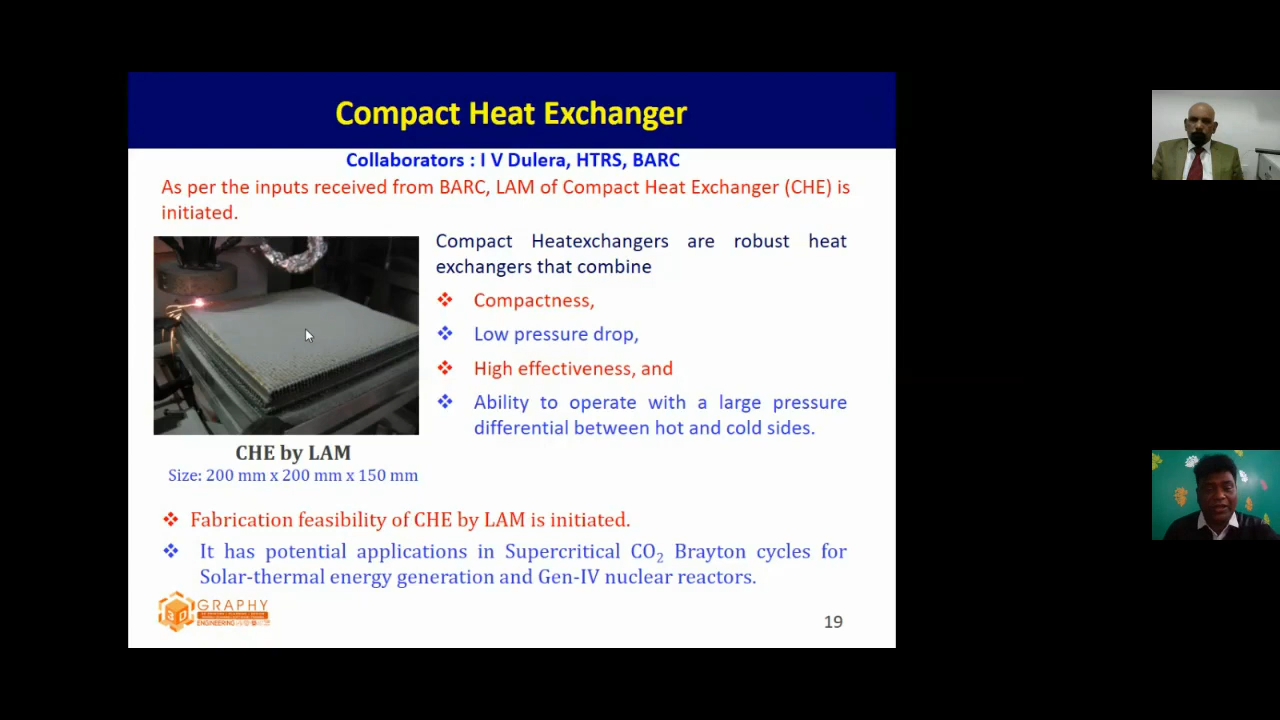 Compact Heat Exchanger
Collaborators : I V Dulera, HTRS, BARC
As per the inputs received from BARC, LAM of Compact Heat Exchanger (CHE) is
initiated.
Compact Heatexchangers are robust heat
exchangers that combine
❖ Compactness,
❖ Low pressure drop,
❖ High effectiveness, and
❖ Ability to operate with a large pressure
differential between hot and cold sides.
CHE by LAM
Size: 200 mm x 200 mm x 150 mm
❖ Fabrication feasibility of CHE by LAM is initiated.
❖ It has potential applications in Supercritical CO₂ Brayton cycles for
Solar-thermal energy generation and Gen-IV nuclear reactors.
3D GRAPHY
ENGINEERING
19